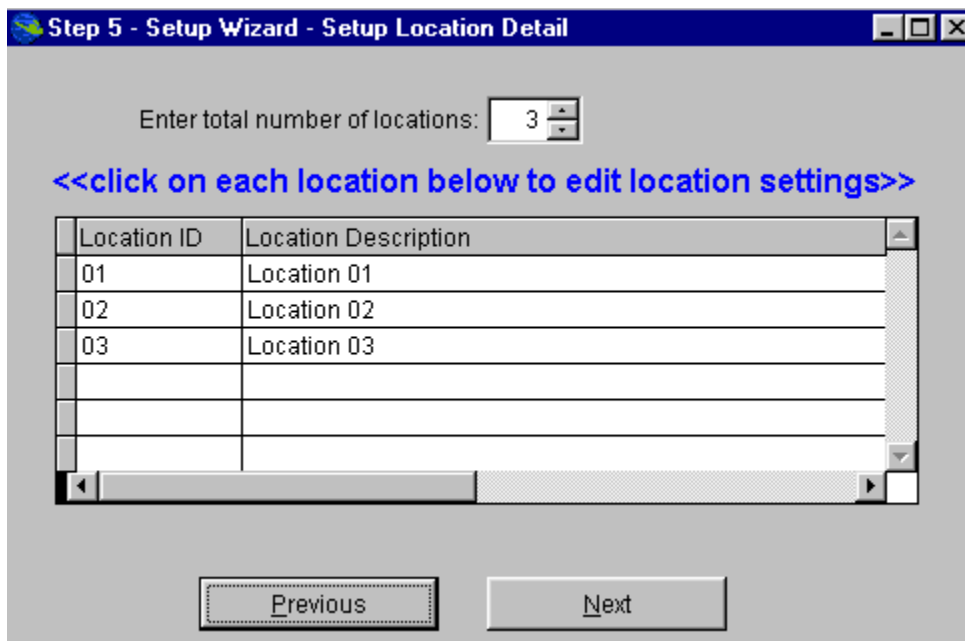 Step 5 - Setup Wizard - Setup Location Detail
Enter total number of locations: 3
<<click on each location below to edit location settings>>
Location ID Location Description
01 Location 01
02 Location 02
03 Location 03
Previous Next